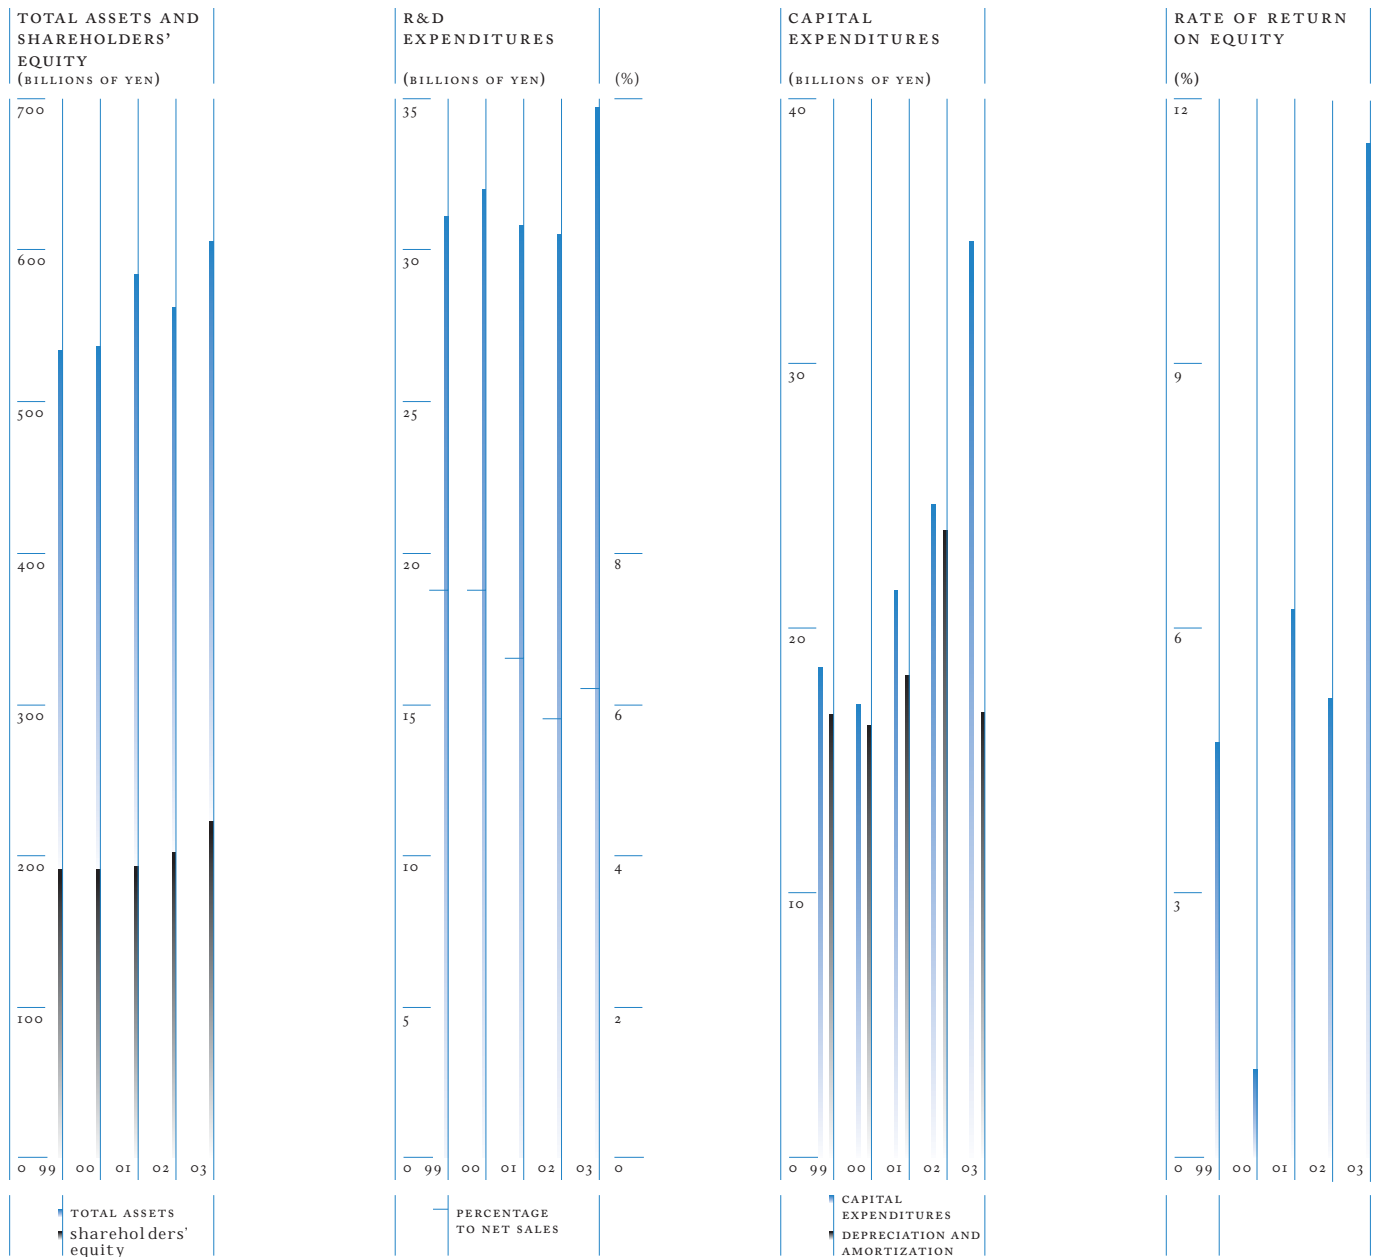 TOTAL ASSETS AND
SHAREHOLDERS'
EQUITY
(BILLIONS OF YEN)
700
600
500
400
300
200
100
0 99 00 01 02 03
TOTAL ASSETS
shareholders'
equity
R&D
EXPENDITURES
(BILLIONS OF YEN) (%)
35
30
25
20 8
15 6
10 4
5 2
0 99 00 01 02 03 0
PERCENTAGE
TO NET SALES
CAPITAL
EXPENDITURES
(BILLIONS OF YEN)
40
30
20
10
0 99 00 01 02 03
CAPITAL
EXPENDITURES
DEPRECIATION AND
AMORTIZATION
RATE OF RETURN
ON EQUITY
(%)
12
9
6
3
0 99 00 01 02 03